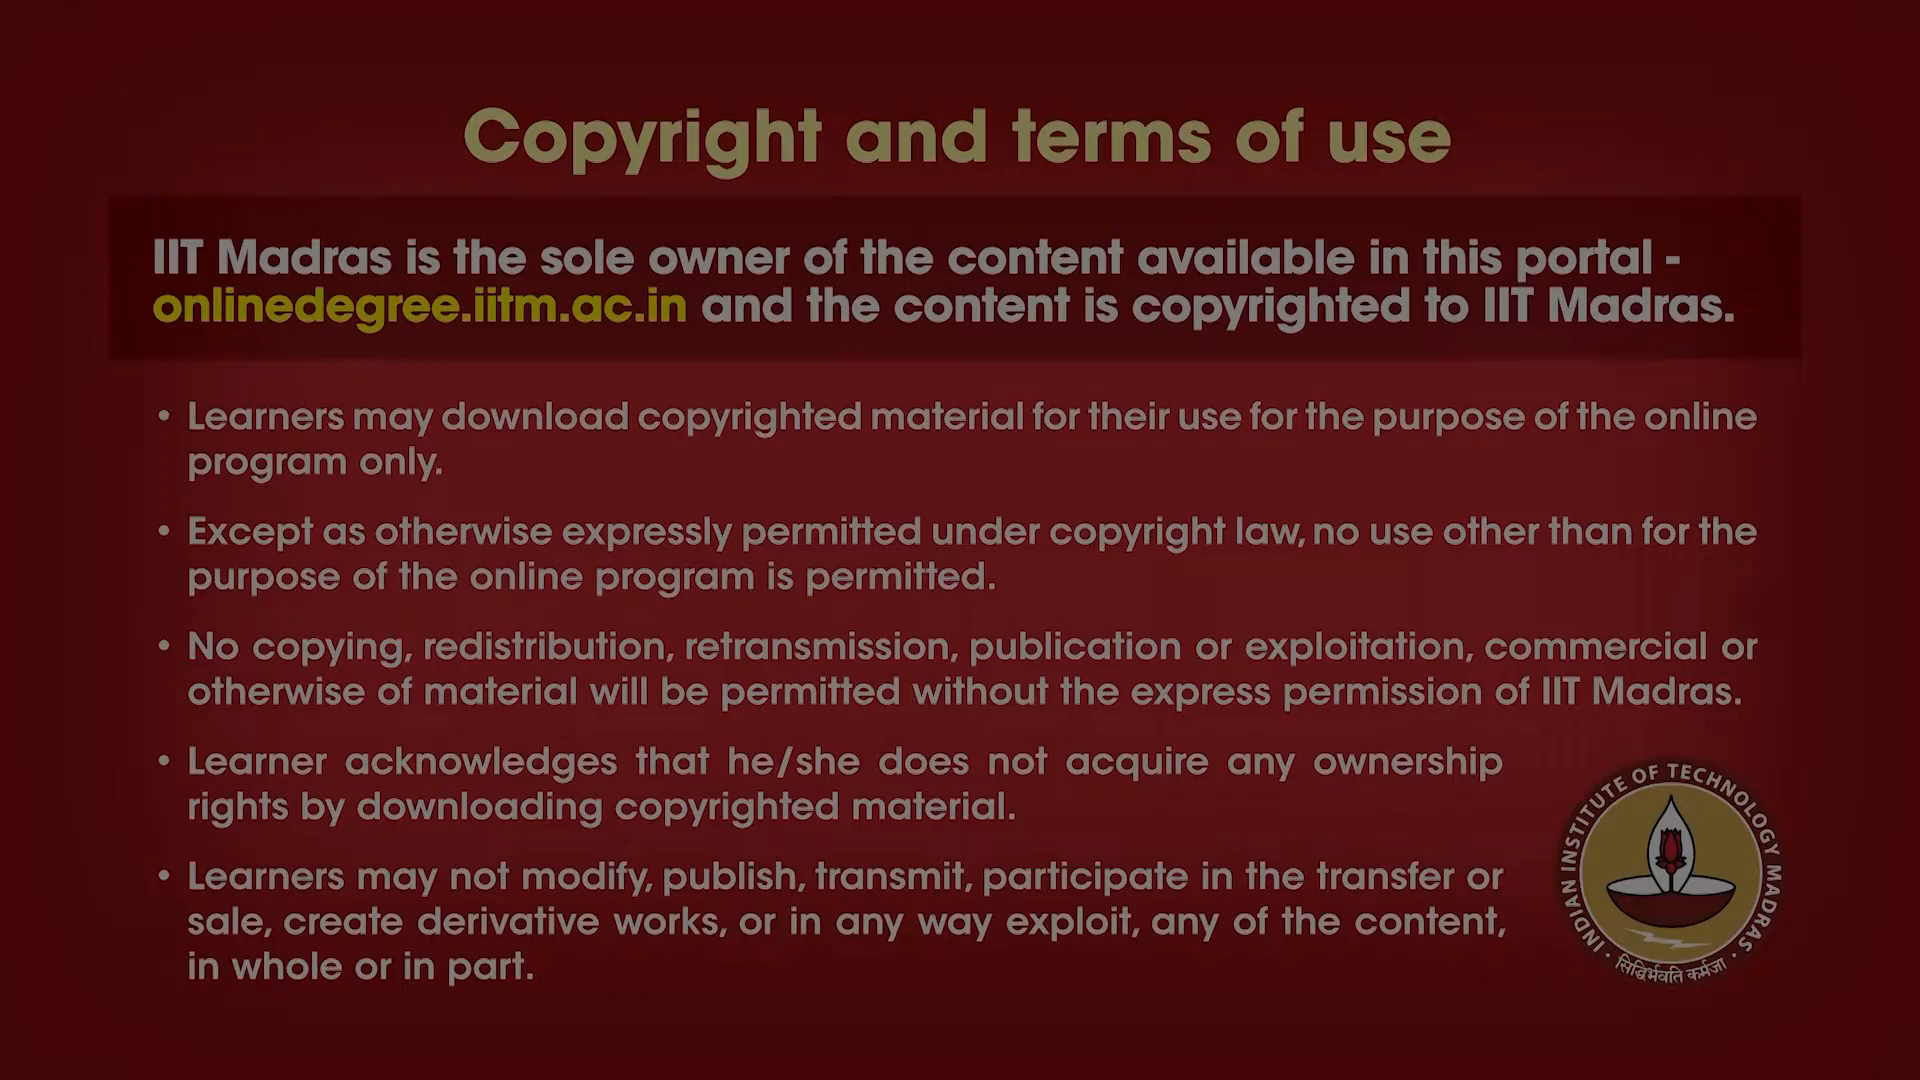 Copyright and terms of use
IIT Madras is the sole owner of the content available in this portal -
onlinedegree.iitm.ac.in and the content is copyrighted to IIT Madras.
• Learners may download copyrighted material for their use for the purpose of the online
program only.
• Except as otherwise expressly permitted under copyright law, no use other than for the
purpose of the online program is permitted.
• No copying, redistribution, retransmission, publication or exploitation, commercial or
otherwise of material will be permitted without the express permission of IIT Madras.
• Learner acknowledges that he/she does not acquire any ownership
rights by downloading copyrighted material.
• Learners may not modify, publish, transmit, participate in the transfer or
sale, create derivative works, or in any way exploit, any of the content,
in whole or in part.
INDIAN INSTITUTE OF TECHNOLOGY MADRAS
सिद्धिर्भवति कर्मजा